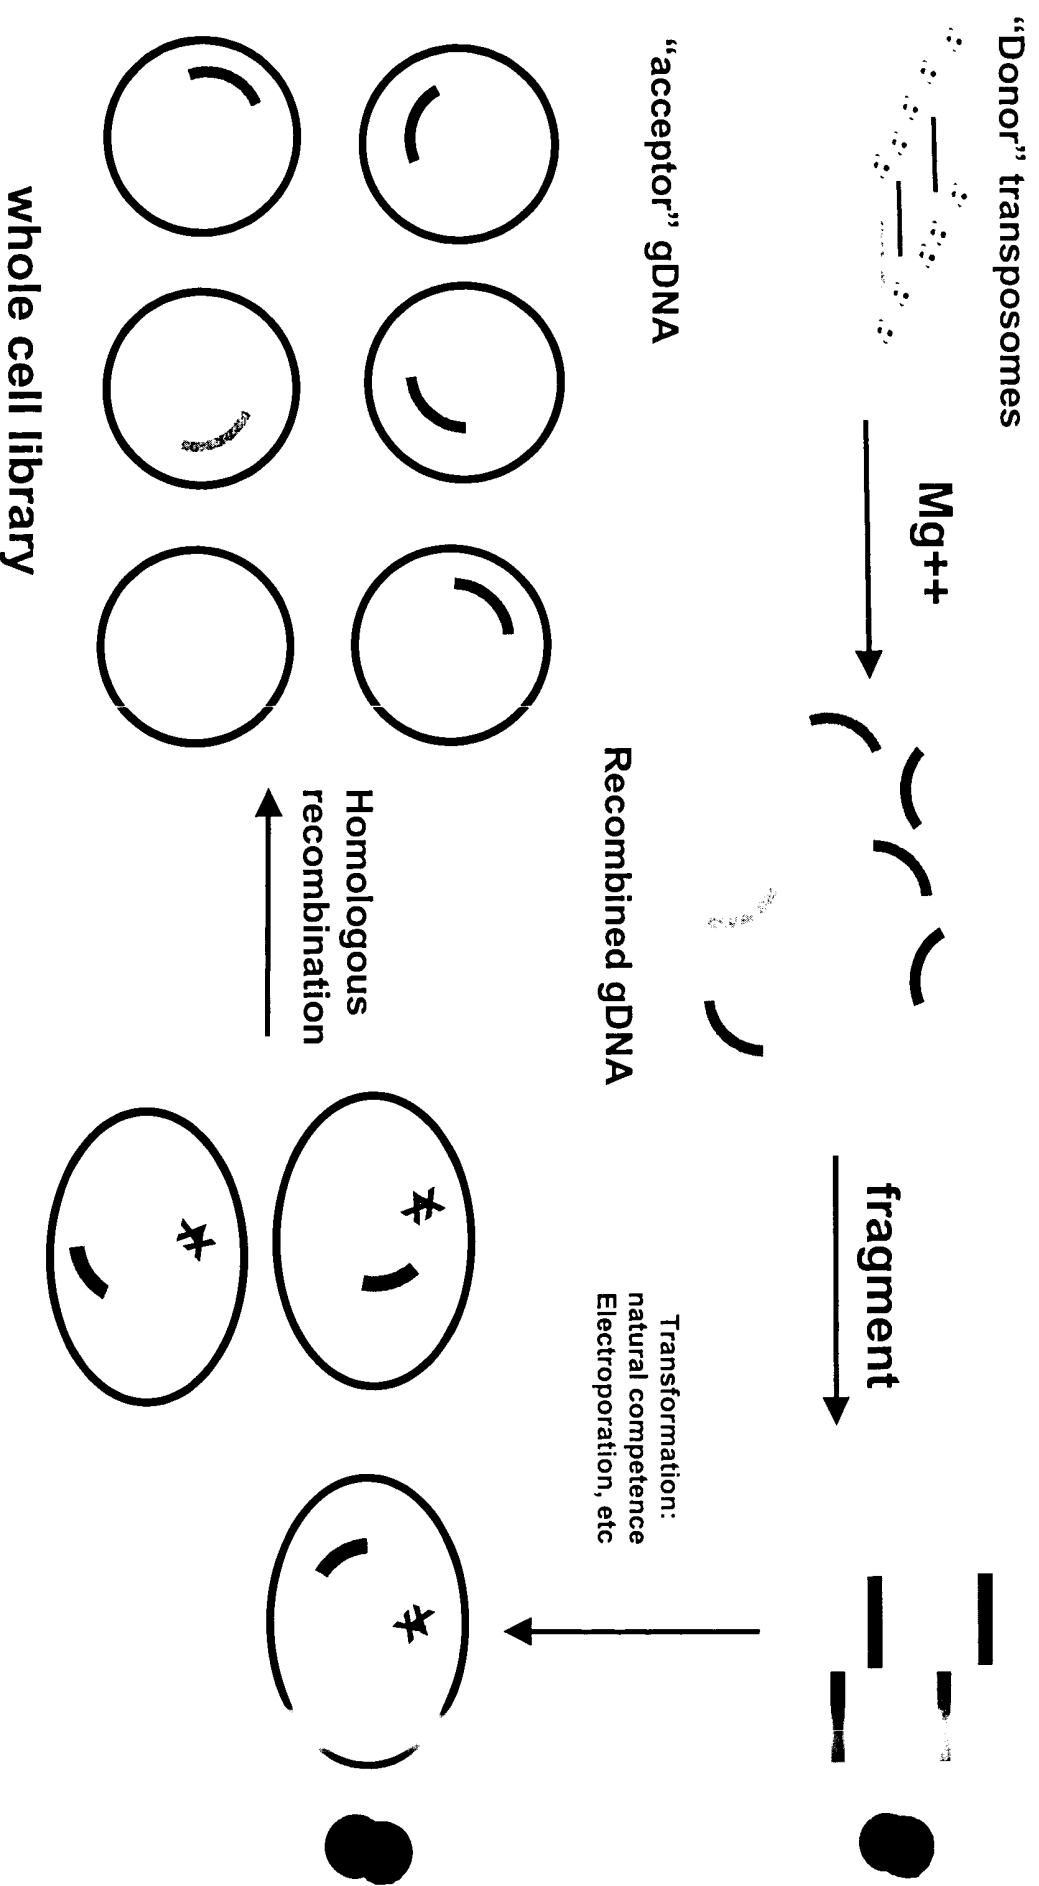 “Donor” transposomes
Mg++
fragment
“acceptor” gDNA
Recombined gDNA
Transformation:
natural competence
Electroporation, etc
Homologous
recombination
whole cell library